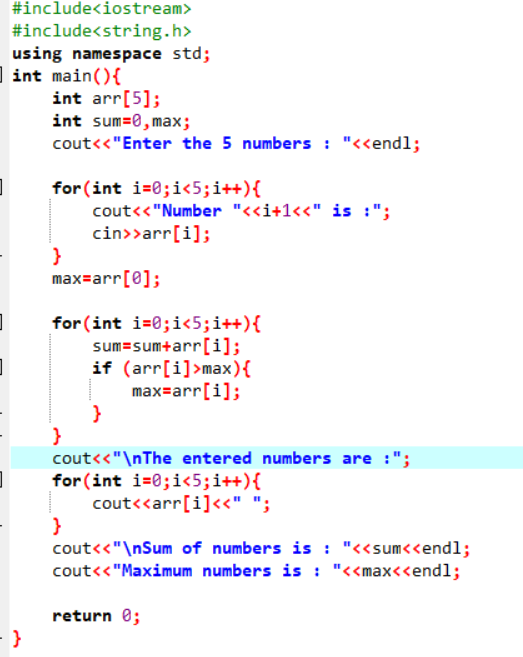 #include<iostream>
#include<string.h>
using namespace std;
int main(){
    int arr[5];
    int sum=0,max;
    cout<<"Enter the 5 numbers : "<<endl;

    for(int i=0;i<5;i++){
        cout<<"Number "<<i+1<<" is :";
        cin>>arr[i];
    }
    max=arr[0];

    for(int i=0;i<5;i++){
        sum=sum+arr[i];
        if (arr[i]>max){
            max=arr[i];
        }
    }
    cout<<"\nThe entered numbers are :";
    for(int i=0;i<5;i++){
        cout<<arr[i]<<" ";
    }
    cout<<"\nSum of numbers is : "<<sum<<endl;
    cout<<"Maximum numbers is : "<<max<<endl;

    return 0;
}